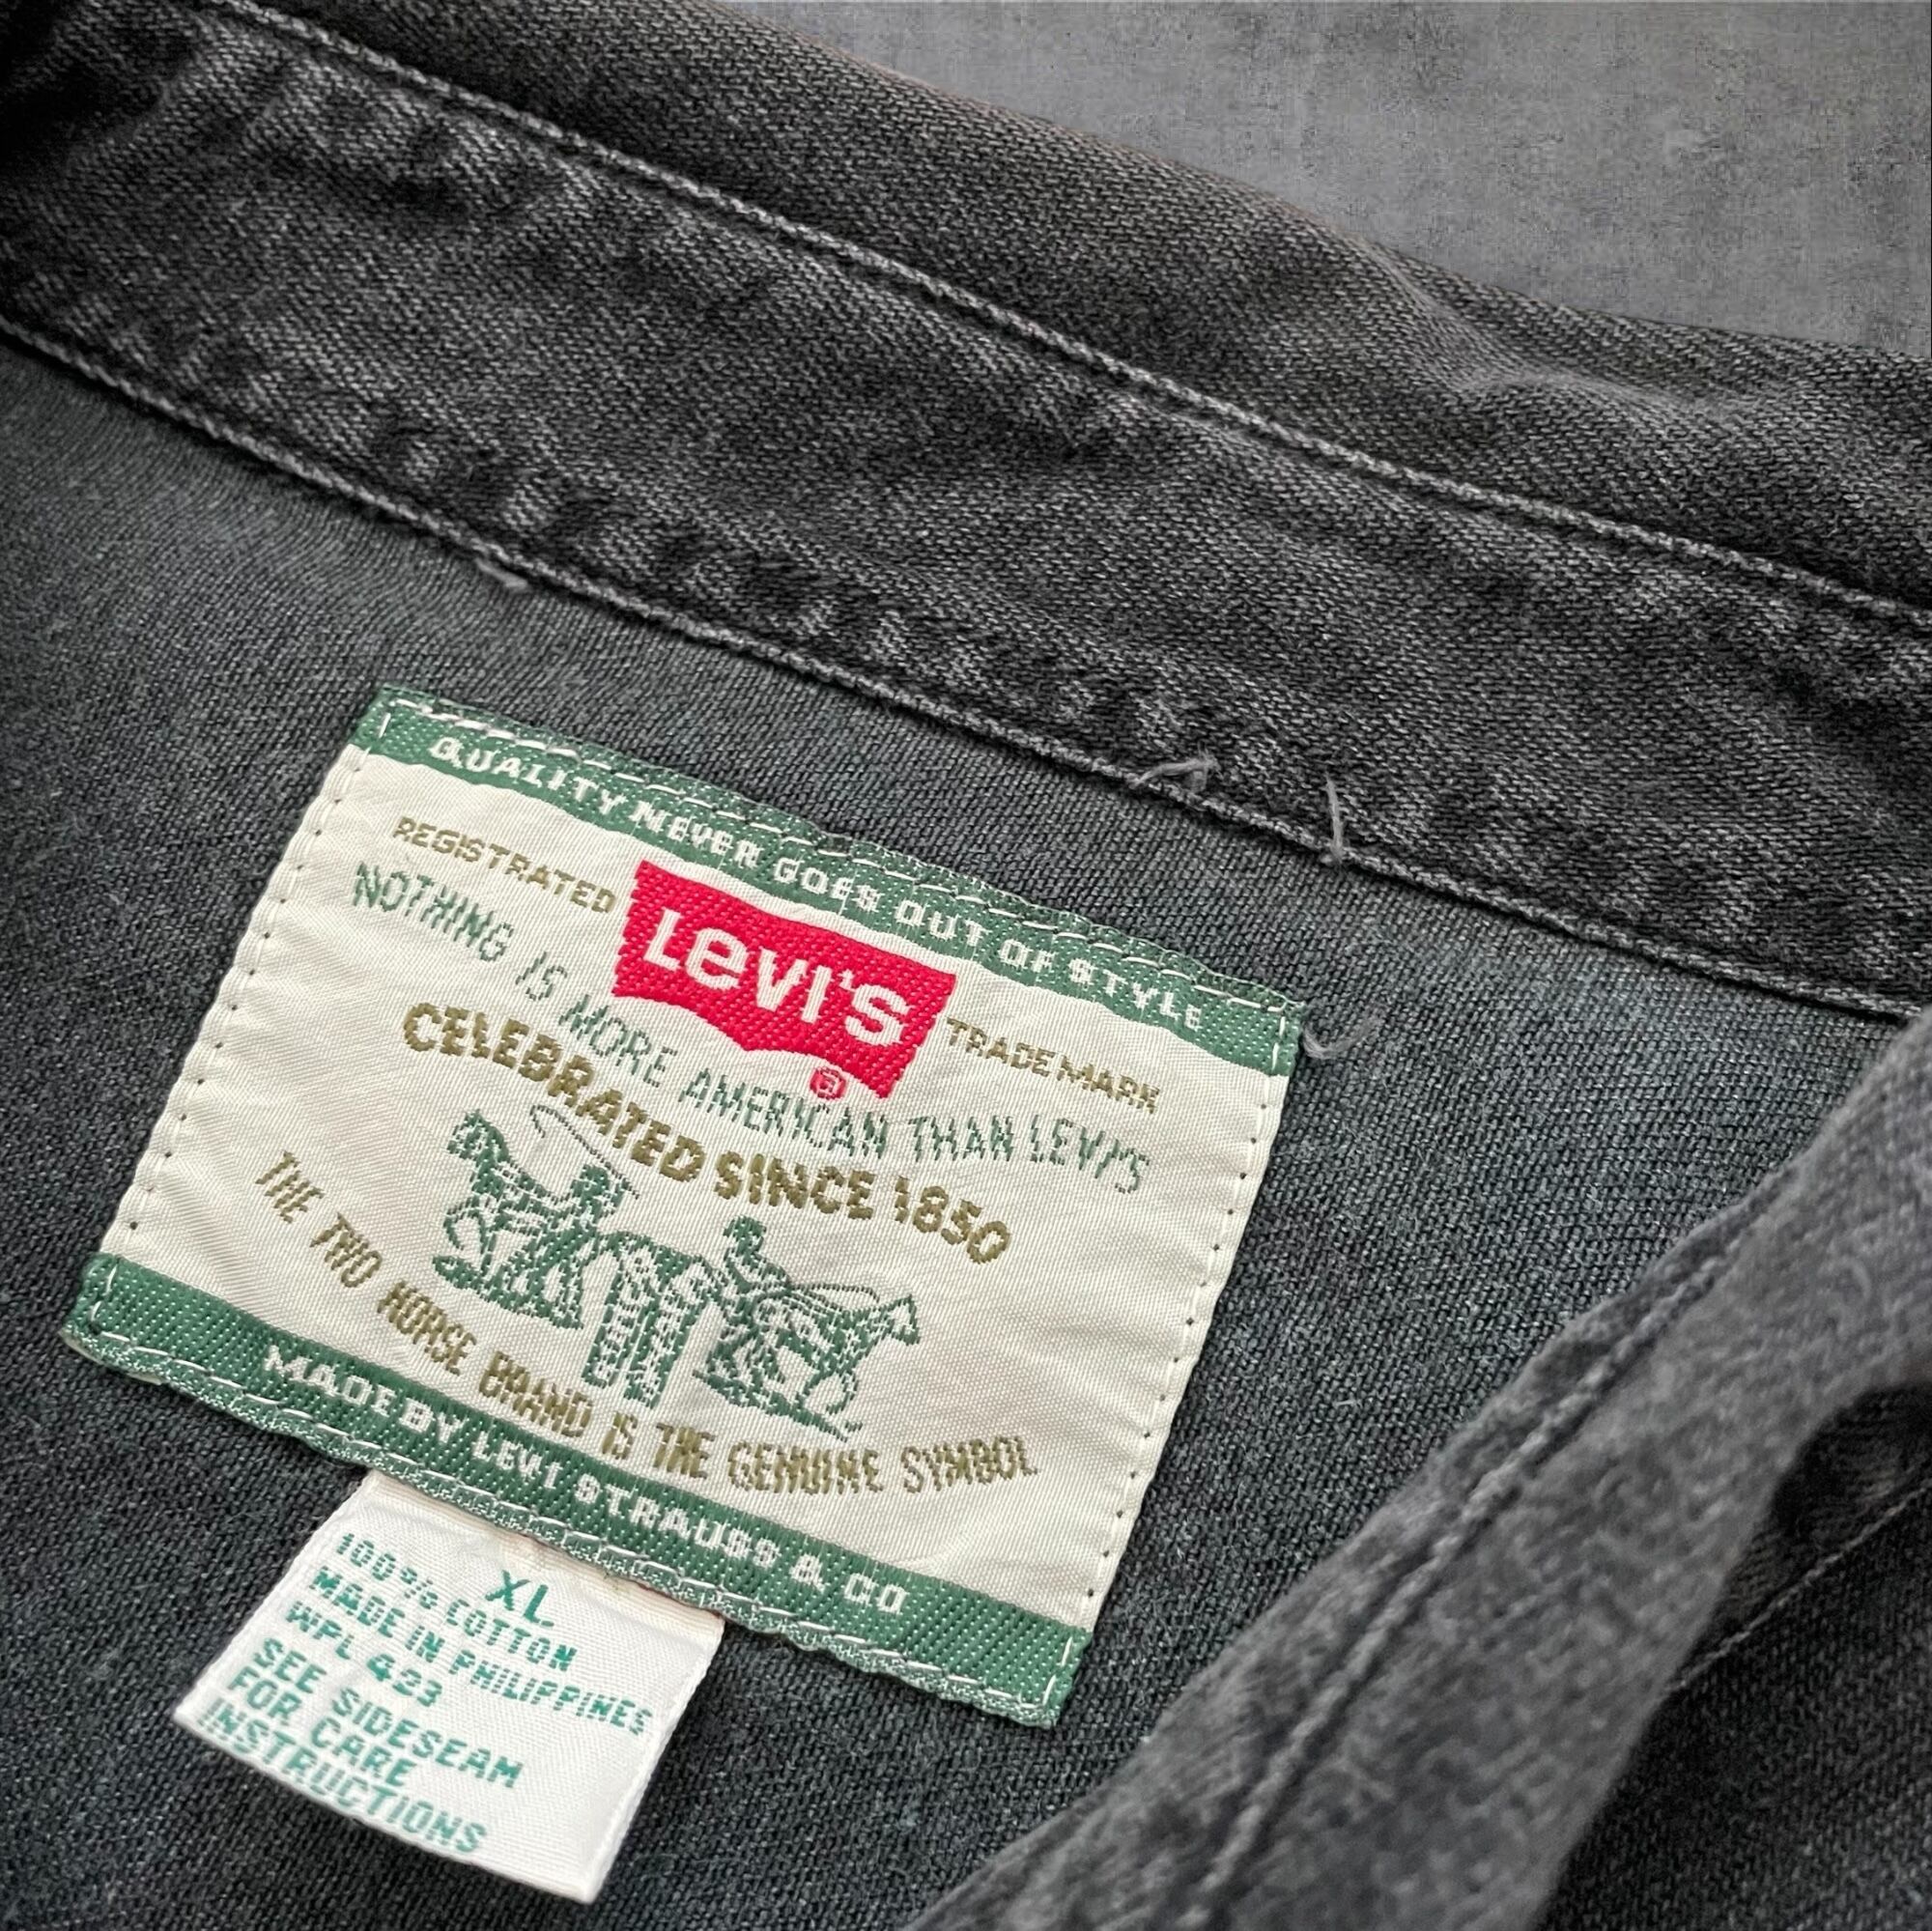 QUALITY NEVER GOES OUT OF STYLE
REGISTRATED
LEVI'S
®
TRADEMARK
NOTHING IS MORE AMERICAN THAN LEVI'S
CELEBRATED SINCE 1850
THE TWO HORSE BRAND IS THE GENUINE SYMBOL
MADE BY LEVI STRAUSS & CO
XL
100% COTTON
MADE IN PHILIPPINES
WPL 423
SEE SIDESEAM
FOR CARE
INSTRUCTIONS